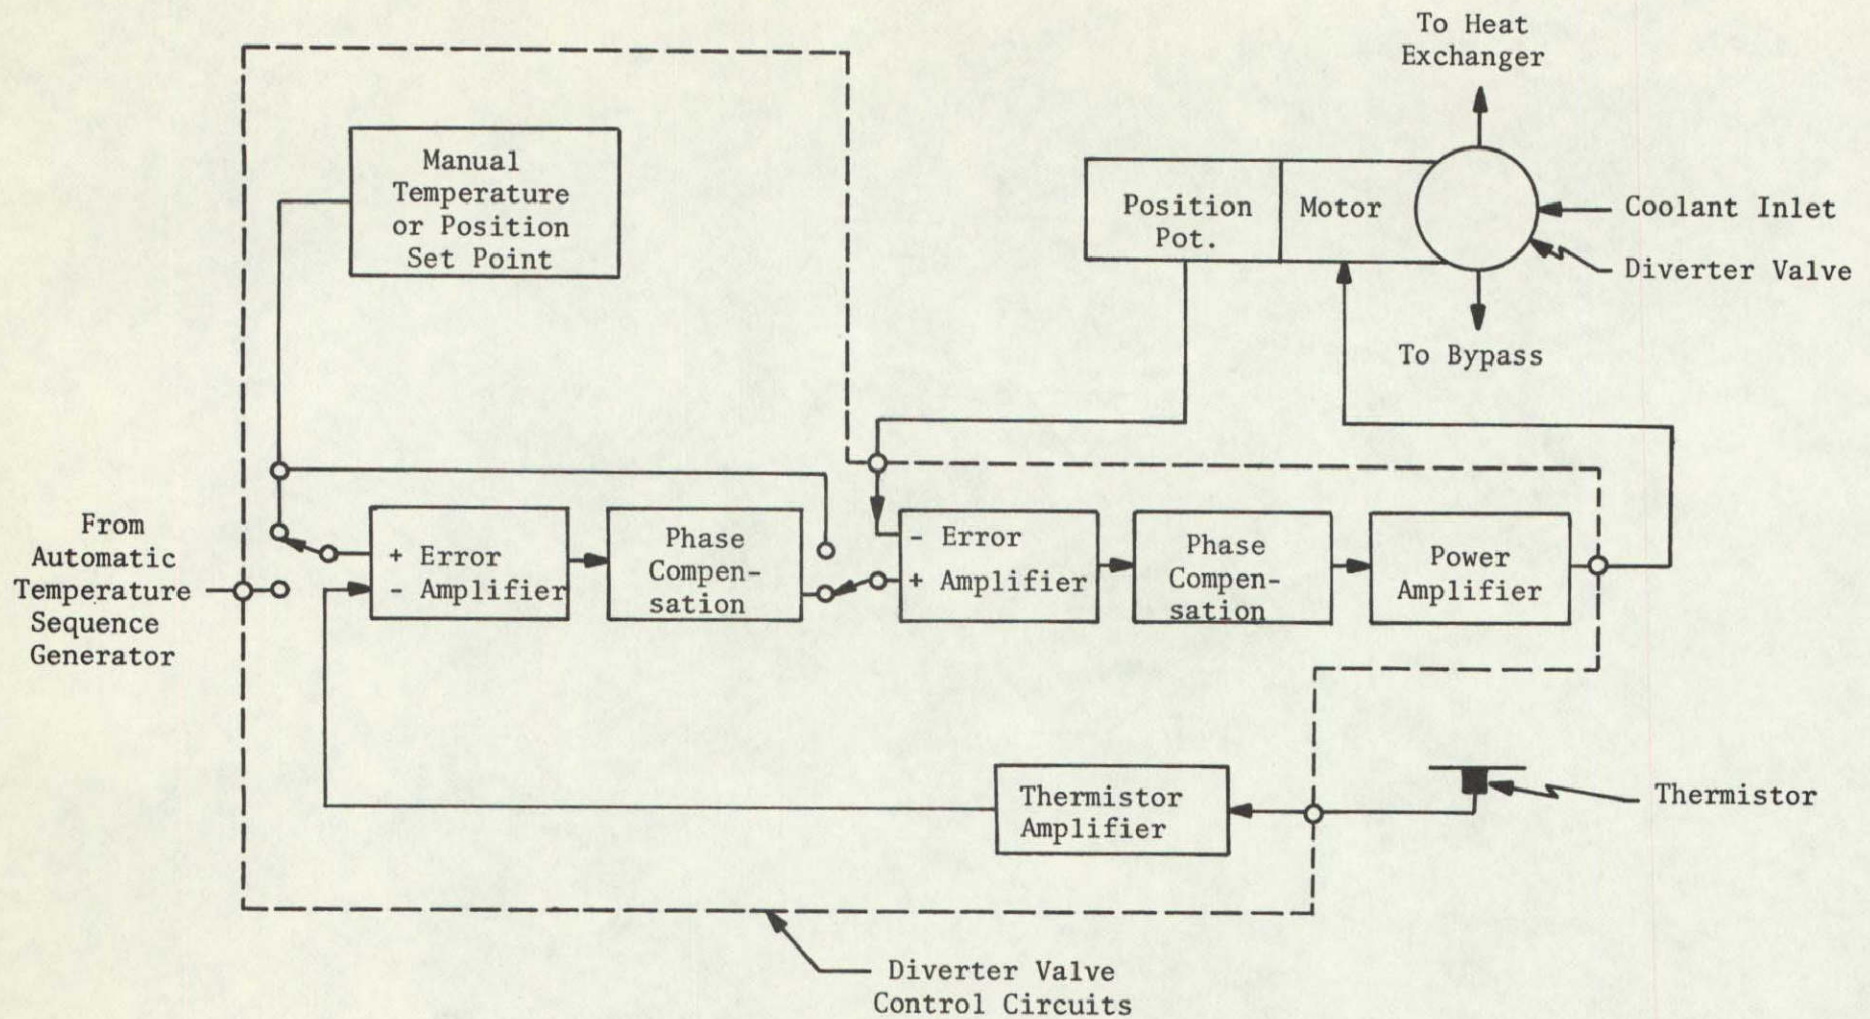 To Heat
Exchanger
Manual
Temperature
or Position
Set Point
Position
Pot.
Motor
Coolant Inlet
Diverter Valve
To Bypass
From
Automatic
Temperature
Sequence
Generator
+ Error
- Amplifier
Phase
Compen-
sation
- Error
+ Amplifier
Phase
Compen-
sation
Power
Amplifier
Thermistor
Amplifier
Thermistor
Diverter Valve
Control Circuits